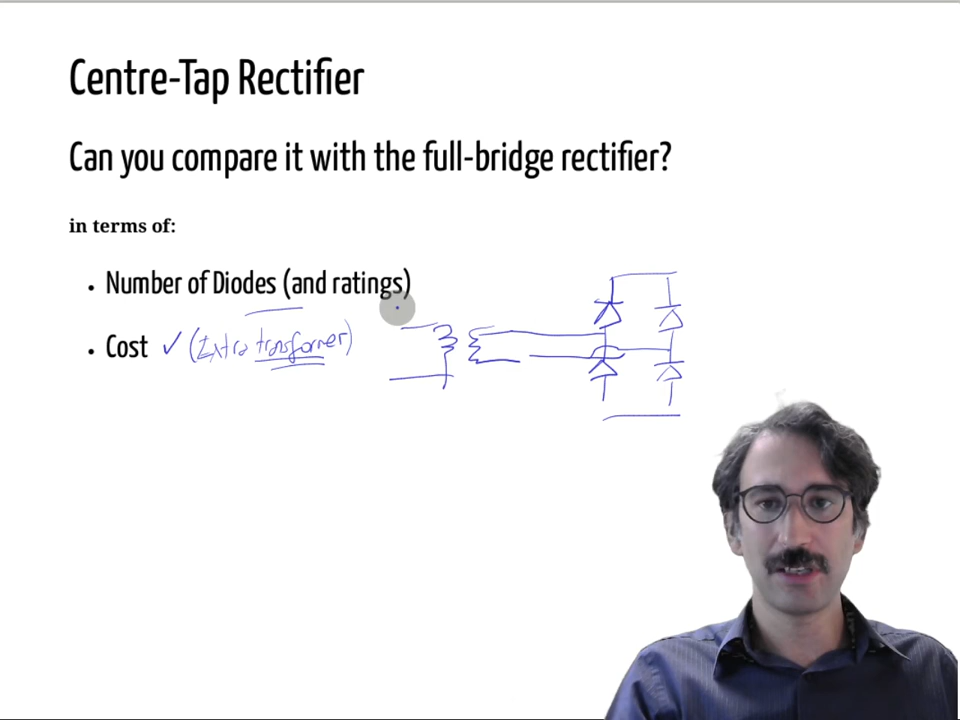 Centre-Tap Rectifier
Can you compare it with the full-bridge rectifier?
in terms of:
• Number of Diodes (and ratings)
• Cost ✓ (Extra transformer)